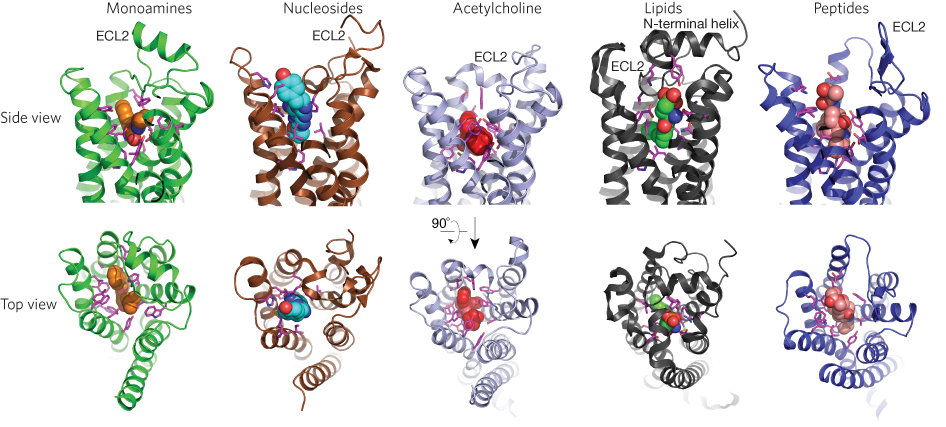 Monoamines
Nucleosides
Acetylcholine
Lipids
Peptides
N-terminal helix
ECL2
ECL2
ECL2
ECL2
ECL2
Side view
90°
Top view